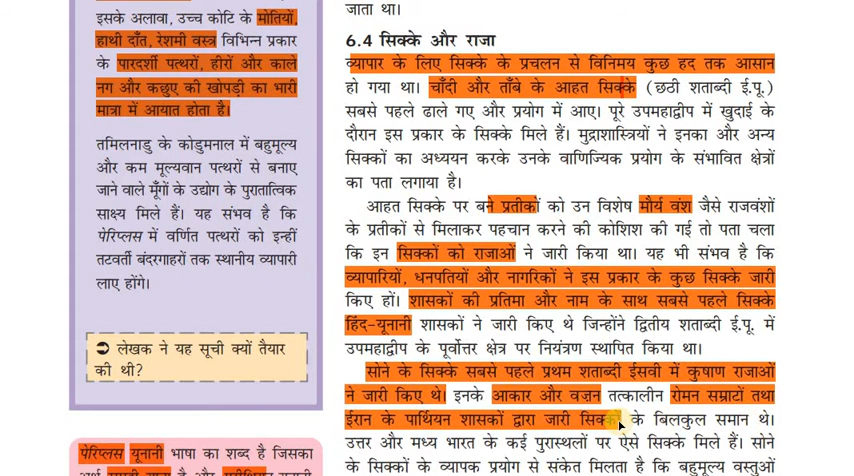 इसके अलावा, उच्च कोटि के मोतियों,
हाथी दाँत, रेशमी वस्त्र विभिन्न प्रकार
के पारदर्शी पत्थरों, हीरों और काले
नग और कछुए की खोपड़ी का भारी
मात्रा में आयात होता है।
तमिलनाडु के कोडुमनाल में बहुमूल्य
और कम मूल्यवान पत्थरों से बनाए
जाने वाले मूँगों के उद्योग के पुरातात्विक
साक्ष्य मिले हैं। यह संभव है कि
पेरिप्लस में वर्णित पत्थरों को इन्हीं
तटवर्ती बंदरगाहरों तक स्थानीय व्यापारी
लाए होंगे।
➲ लेखक ने यह सूची क्यों तैयार
की थी?
पेरिप्लस यूनानी भाषा का शब्द है जिसका
जाता था।
6.4 सिक्के और राजा
व्यापार के लिए सिक्के के प्रचलन से विनिमय कुछ हद तक आसान
हो गया था। चाँदी और ताँबे के आहत सिक्के (छठी शताब्दी ई.पू.)
सबसे पहले ढाले गए और प्रयोग में आए। पूरे उपमहाद्वीप में खुदाई के
दौरान इस प्रकार के सिक्के मिले हैं। मुद्राशास्त्रियों ने इनका और अन्य
सिक्कों का अध्ययन करके उनके वाणिज्यिक प्रयोग के संभावित क्षेत्रों
का पता लगाया है।
आहत सिक्के पर बने प्रतीकों को उन विशेष मौर्य वंश जैसे राजवंशों
के प्रतीकों से मिलाकर पहचान करने की कोशिश की गई तो पता चला
कि इन सिक्कों को राजाओं ने जारी किया था। यह भी संभव है कि
व्यापारियों, धनपतियों और नागरिकों ने इस प्रकार के कुछ सिक्के जारी
किए हों। शासकों की प्रतिमा और नाम के साथ सबसे पहले सिक्के
हिंद-यूनानी शासकों ने जारी किए थे जिन्होंने द्वितीय शताब्दी ई.पू. में
उपमहाद्वीप के पूर्वोत्तर क्षेत्र पर नियंत्रण स्थापित किया था।
सोने के सिक्के सबसे पहले प्रथम शताब्दी ईसवी में कुषाण राजाओं
ने जारी किए थे। इनके आकार और वज़न तत्कालीन रोमन सम्राटों तथा
ईरान के पार्थियन शासकों द्वारा जारी सिक्कों के बिलकुल समान थे।
उत्तर और मध्य भारत के कई पुरास्थलों पर ऐसे सिक्के मिले हैं। सोने
के सिक्कों के व्यापक प्रयोग से संकेत मिलता है कि बहुमूल्य वस्तुओं